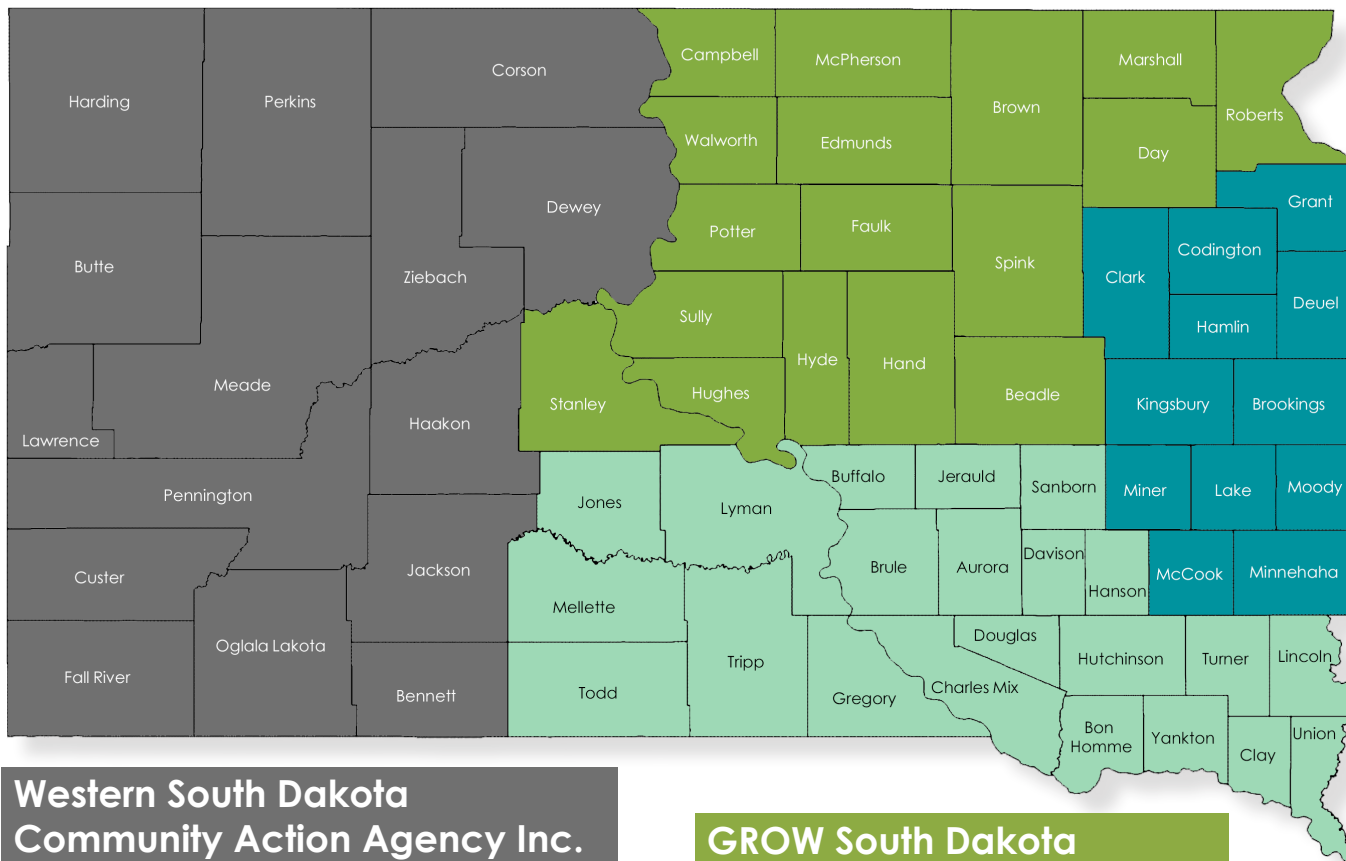 Campbell
McPherson
Marshall
Corson
Harding
Perkins
Brown
Roberts
Walworth
Edmunds
Day
Dewey
Grant
Potter
Faulk
Codington
Butte
Ziebach
Spink
Clark
Deuel
Sully
Hamlin
Hyde
Hand
Meade
Hughes
Beadle
Kingsbury
Brookings
Stanley
Haakon
Lawrence
Buffalo
Jerauld
Sanborn
Miner
Lake
Moody
Pennington
Jones
Lyman
Davison
Brule
Aurora
Custer
Jackson
McCook
Minnehaha
Hanson
Mellette
Douglas
Oglala Lakota
Hutchinson
Turner
Lincoln
Tripp
Fall River
Charles Mix
Bennett
Todd
Gregory
Bon
Homme
Yankton
Union
Clay
Western South Dakota
Community Action Agency Inc.
GROW South Dakota